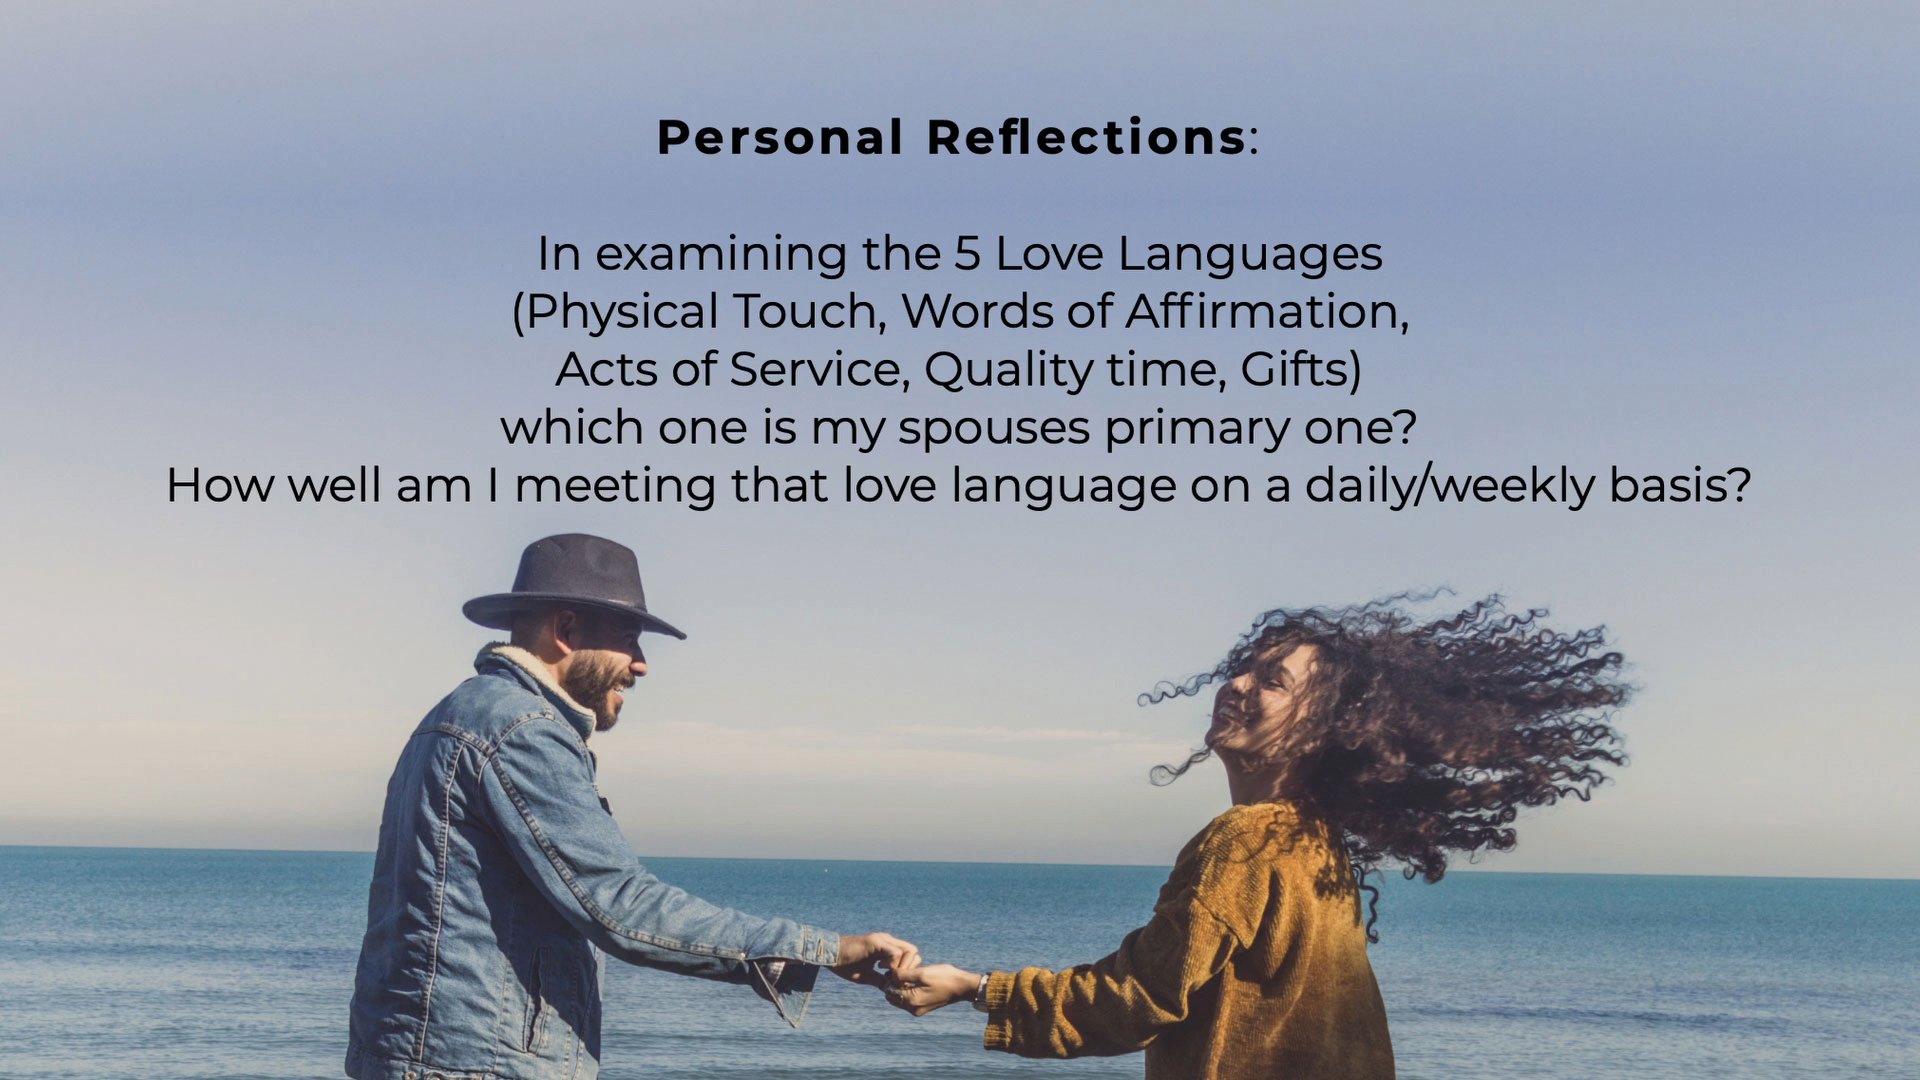 Personal Reflections:
In examining the 5 Love Languages
(Physical Touch, Words of Affirmation,
Acts of Service, Quality time, Gifts)
which one is my spouses primary one?
How well am I meeting that love language on a daily/weekly basis?